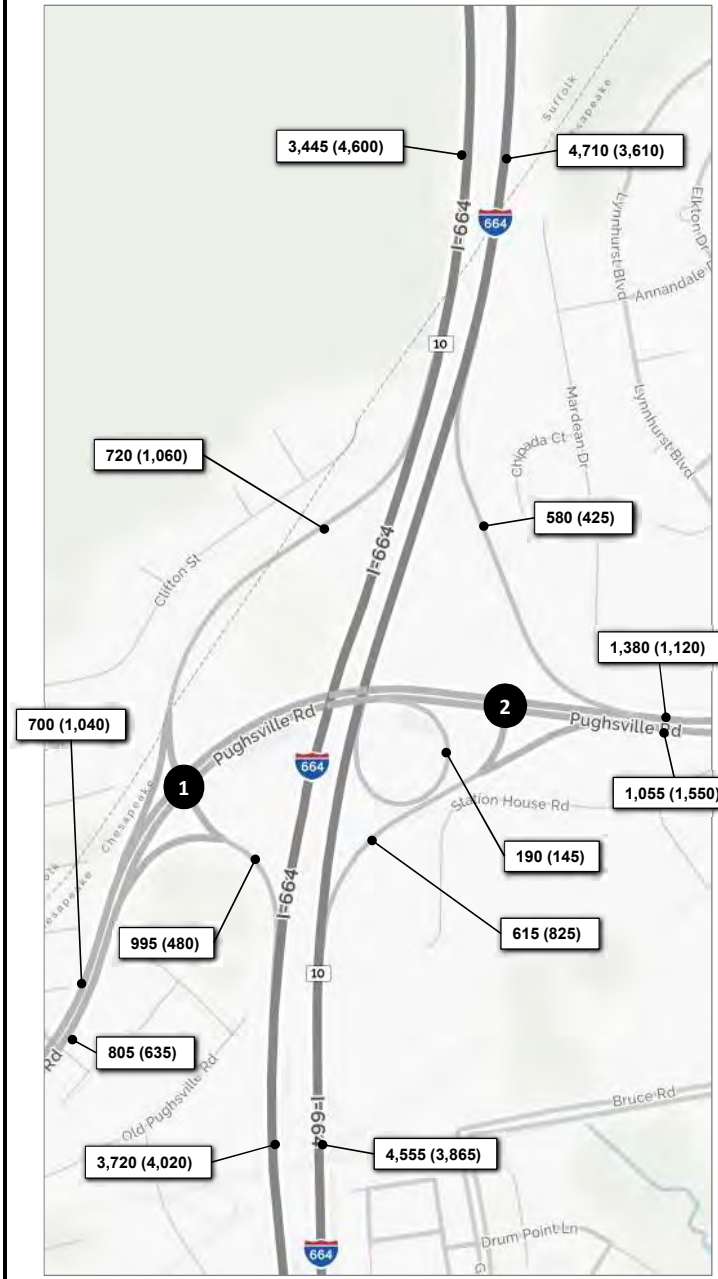 Suffolk
Chesapeake
3,445 (4,600)
4,710 (3,610)
I-664
664
Lynnhurst Blvd
Elkton Dr
Annandale
10
Mardean Dr
Lynnhurst Blvd
Chipada Ct
720 (1,060)
580 (425)
I-664
Clifton St
1,380 (1,120)
700 (1,040)
Pughsville Rd
2
Pughsville Rd
664
1
1,055 (1,550)
Station House Rd
Chesapeake
190 (145)
esapeake
I-664
995 (480)
615 (825)
10
805 (635)
Rd
Old Pughsville Rd
Bruce Rd
I-664
3,720 (4,020)
4,555 (3,865)
Drum Point Ln
664
G